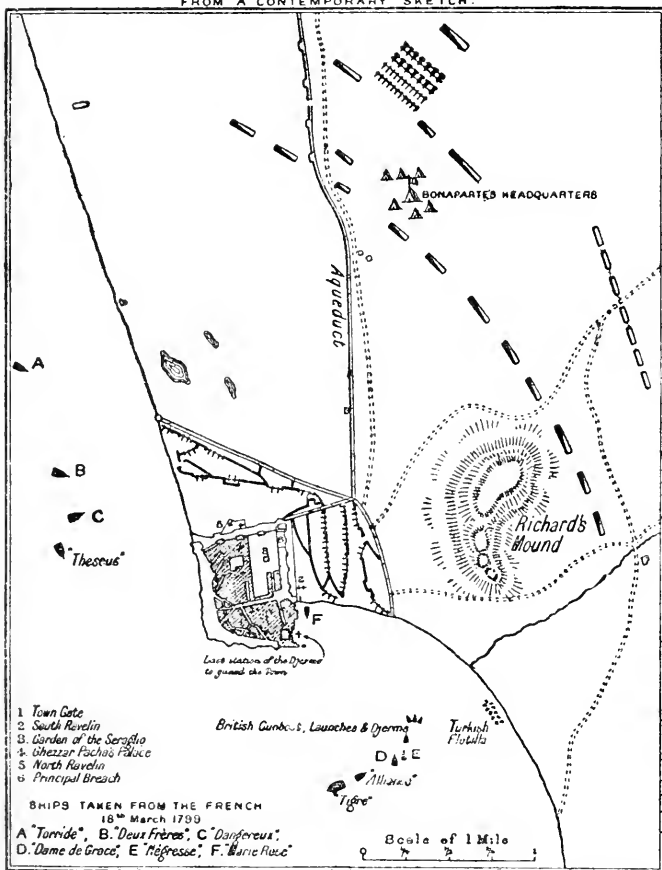 FROM A CONTEMPORARY SKETCH.
BONAPARTE'S HEADQUARTERS
Aqueduct
A
B
C
"Theseus"
Richard's
Mound
F
Last station of the Djerms
to guard the Town
1 Town Gate
2 South Ravelin
3 Garden of the Seraglio
4 Ghezzar Pacha's Palace
5 North Ravelin
6 Principal Breach
British Gunboat, Launches & Djerms
Turkish
Flotilla
D
E
"Alliance"
"Tigre"
SHIPS TAKEN FROM THE FRENCH
18th March 1799
A "Torride", B. "Deux Frères", C "Dangereux",
D. "Dame de Grace", E "Négresse", F. "Marie Rose"
Scale of 1 Mile
0
1